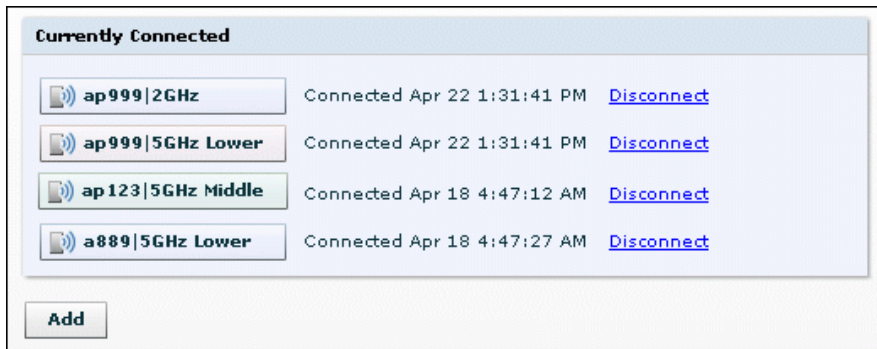 Currently Connected
ap999|2GHz Connected Apr 22 1:31:41 PM Disconnect
ap999|5GHz Lower Connected Apr 22 1:31:41 PM Disconnect
ap123|5GHz Middle Connected Apr 18 4:47:12 AM Disconnect
a889|5GHz Lower Connected Apr 18 4:47:27 AM Disconnect
Add